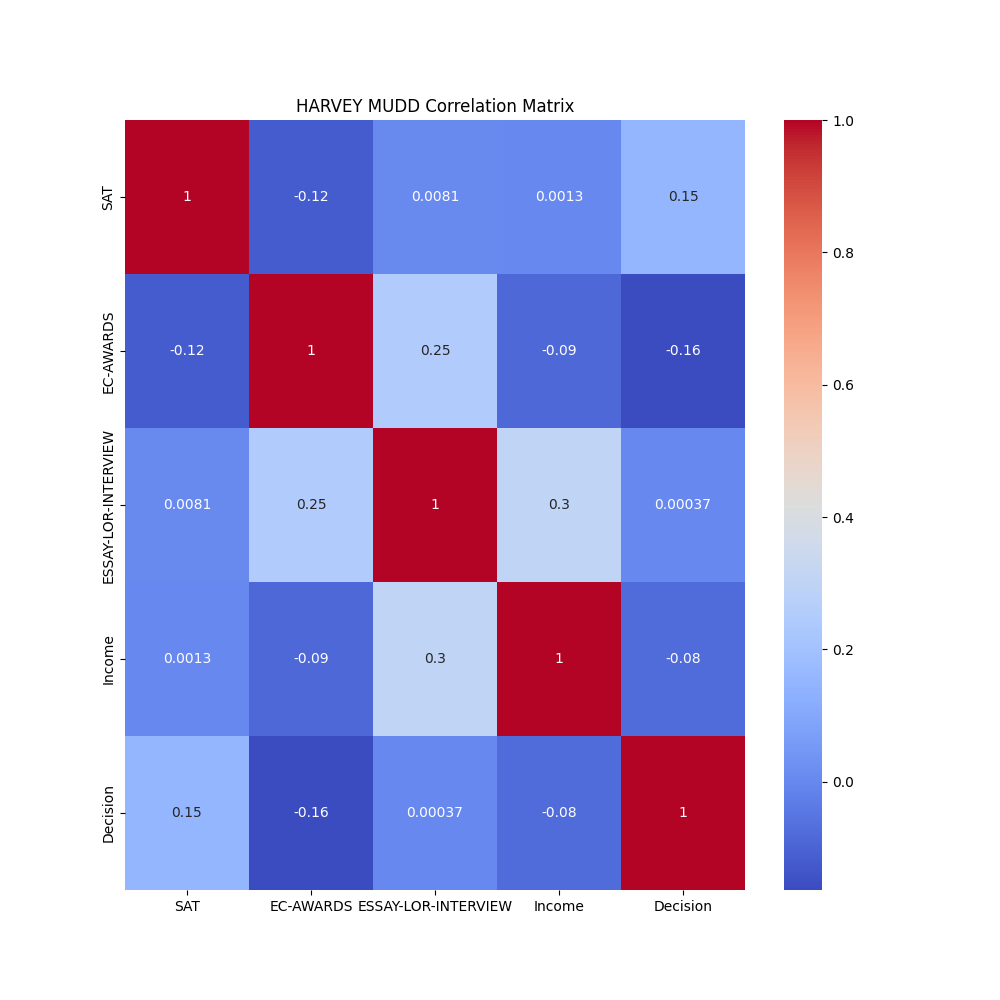 HARVEY MUDD Correlation Matrix
SAT 1 -0.12 0.0081 0.0013 0.15
EC-AWARDS -0.12 1 0.25 -0.09 -0.16
ESSAY-LOR-INTERVIEW 0.0081 0.25 1 0.3 0.00037
Income 0.0013 -0.09 0.3 1 -0.08
Decision 0.15 -0.16 0.00037 -0.08 1
SAT EC-AWARDS ESSAY-LOR-INTERVIEW Income Decision
1.0
0.8
0.6
0.4
0.2
0.0